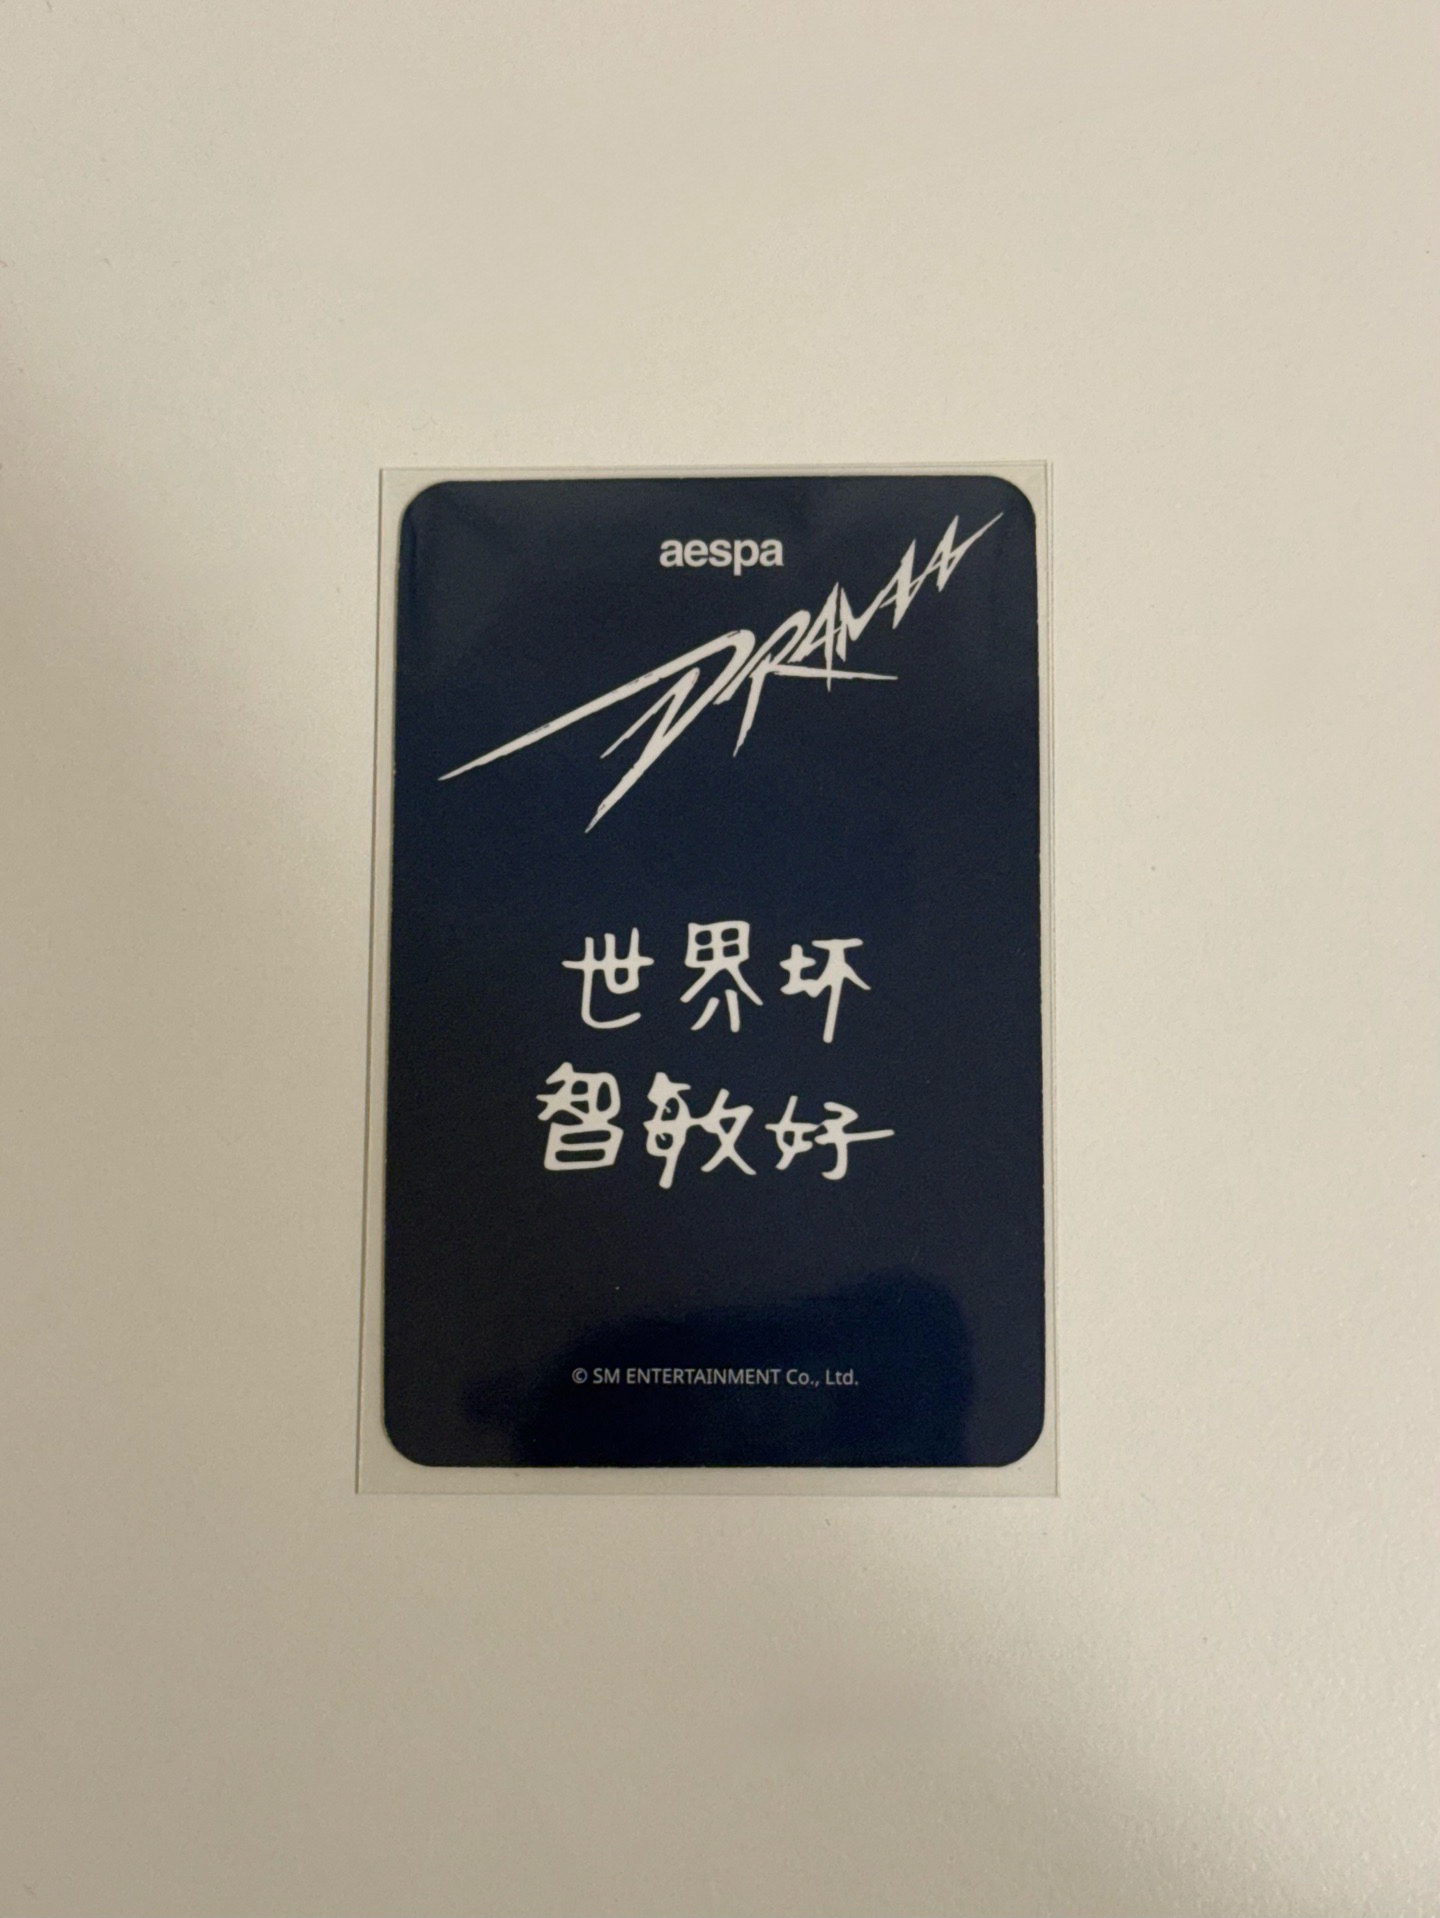 aespa
DRAMA
世界坏
智敏好
© SM ENTERTAINMENT Co., Ltd.